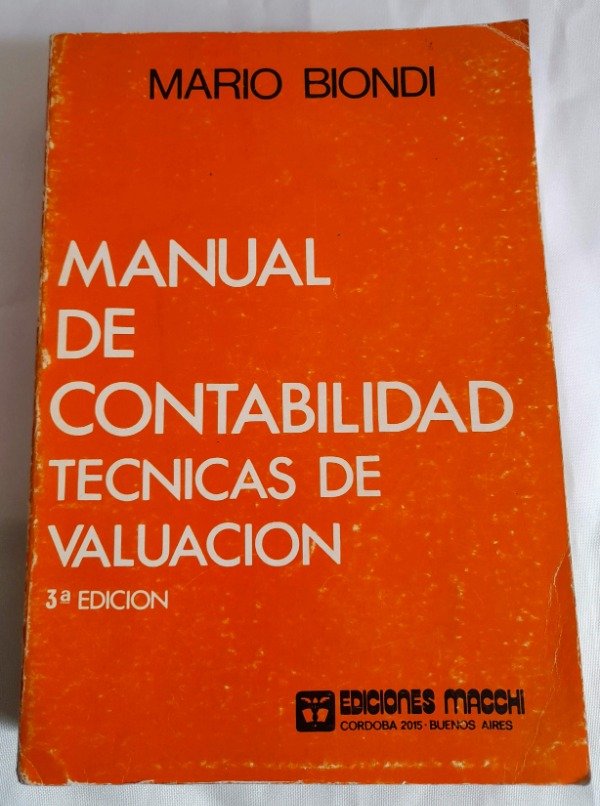 MARIO BIONDI
MANUAL
DE
CONTABILIDAD
TECNICAS DE
VALUACION
3ª EDICION
EDICIONES MACCHI
CORDOBA 2015 - BUENOS AIRES